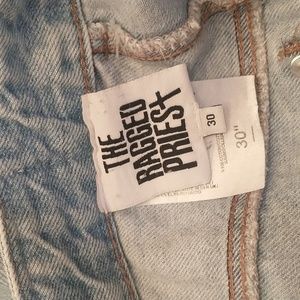 THE
RAGGED
PRIEST
30
30"